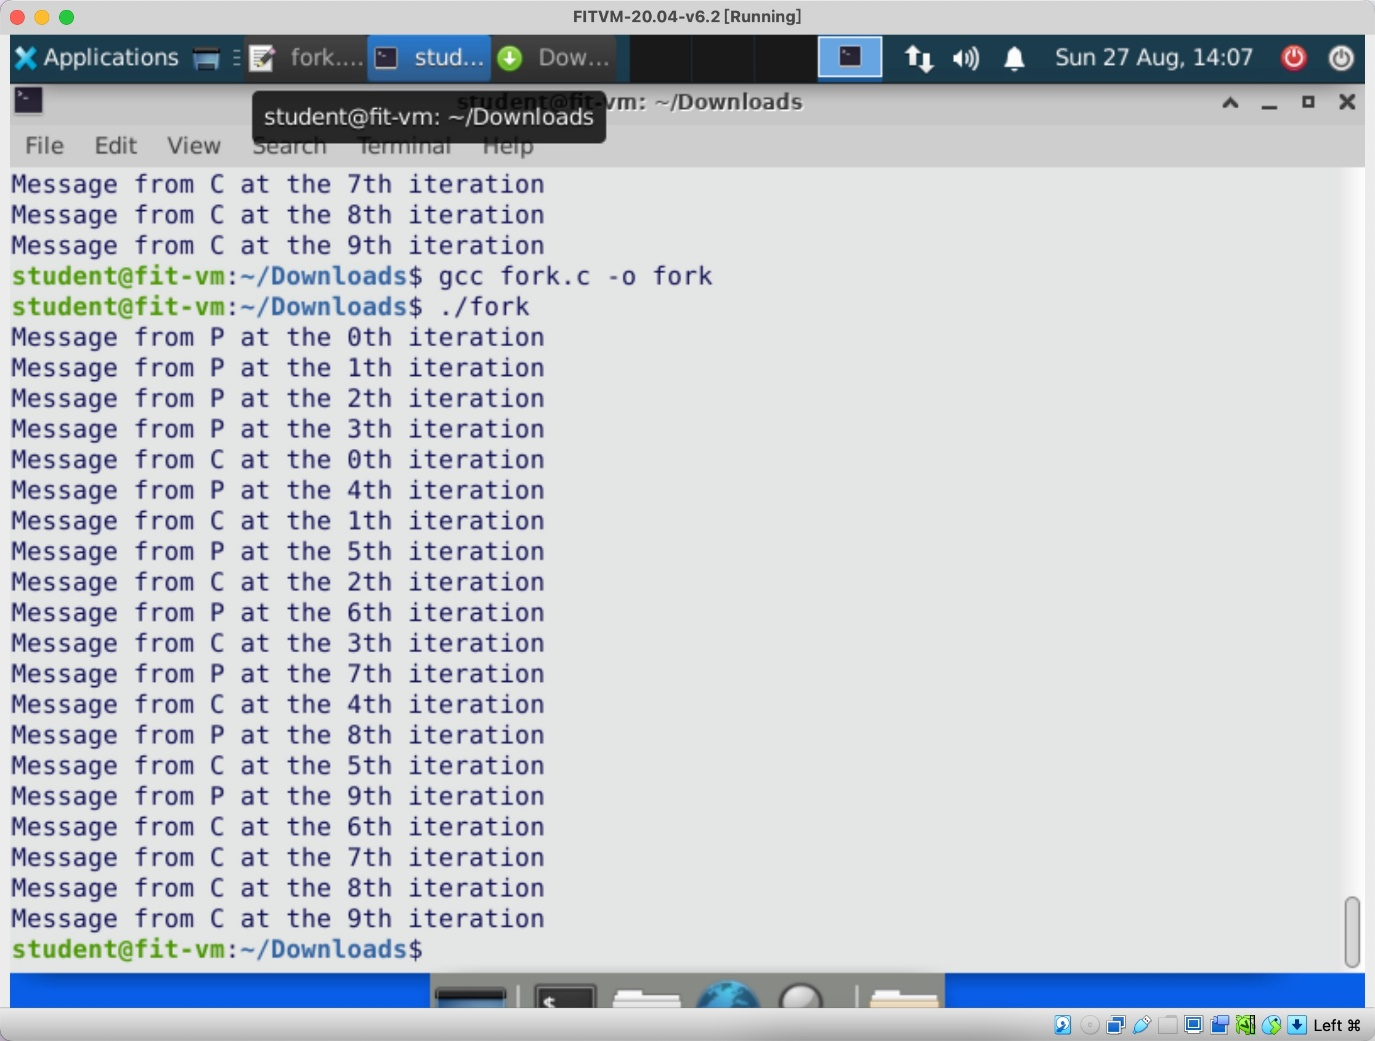 FITVM-20.04-v6.2 [Running]
Applications fork.... stud... Dow... Sun 27 Aug, 14:07
student@fit-vm: ~/Downloads
student@fit-vm: ~/Downloads
File Edit View Search Terminal Help
Message from C at the 7th iteration
Message from C at the 8th iteration
Message from C at the 9th iteration
student@fit-vm:~/Downloads$ gcc fork.c -o fork
student@fit-vm:~/Downloads$ ./fork
Message from P at the 0th iteration
Message from P at the 1th iteration
Message from P at the 2th iteration
Message from P at the 3th iteration
Message from C at the 0th iteration
Message from P at the 4th iteration
Message from C at the 1th iteration
Message from P at the 5th iteration
Message from C at the 2th iteration
Message from P at the 6th iteration
Message from C at the 3th iteration
Message from P at the 7th iteration
Message from C at the 4th iteration
Message from P at the 8th iteration
Message from C at the 5th iteration
Message from P at the 9th iteration
Message from C at the 6th iteration
Message from C at the 7th iteration
Message from C at the 8th iteration
Message from C at the 9th iteration
student@fit-vm:~/Downloads$
$
Left ⌘